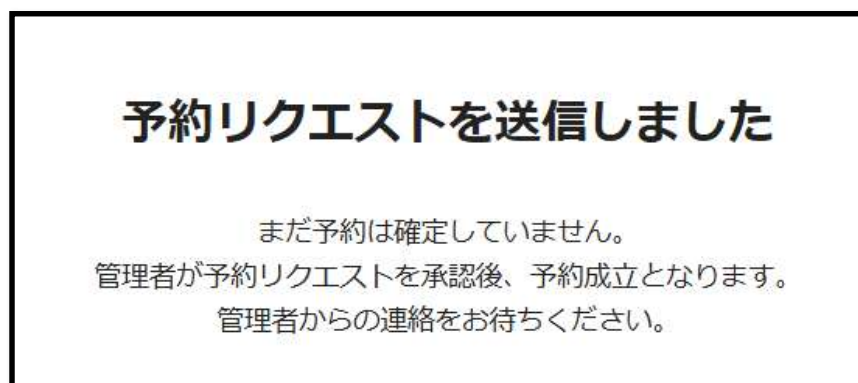 予約リクエストを送信しました
まだ予約は確定していません。
管理者が予約リクエストを承認後、予約成立となります。
管理者からの連絡をお待ちください。